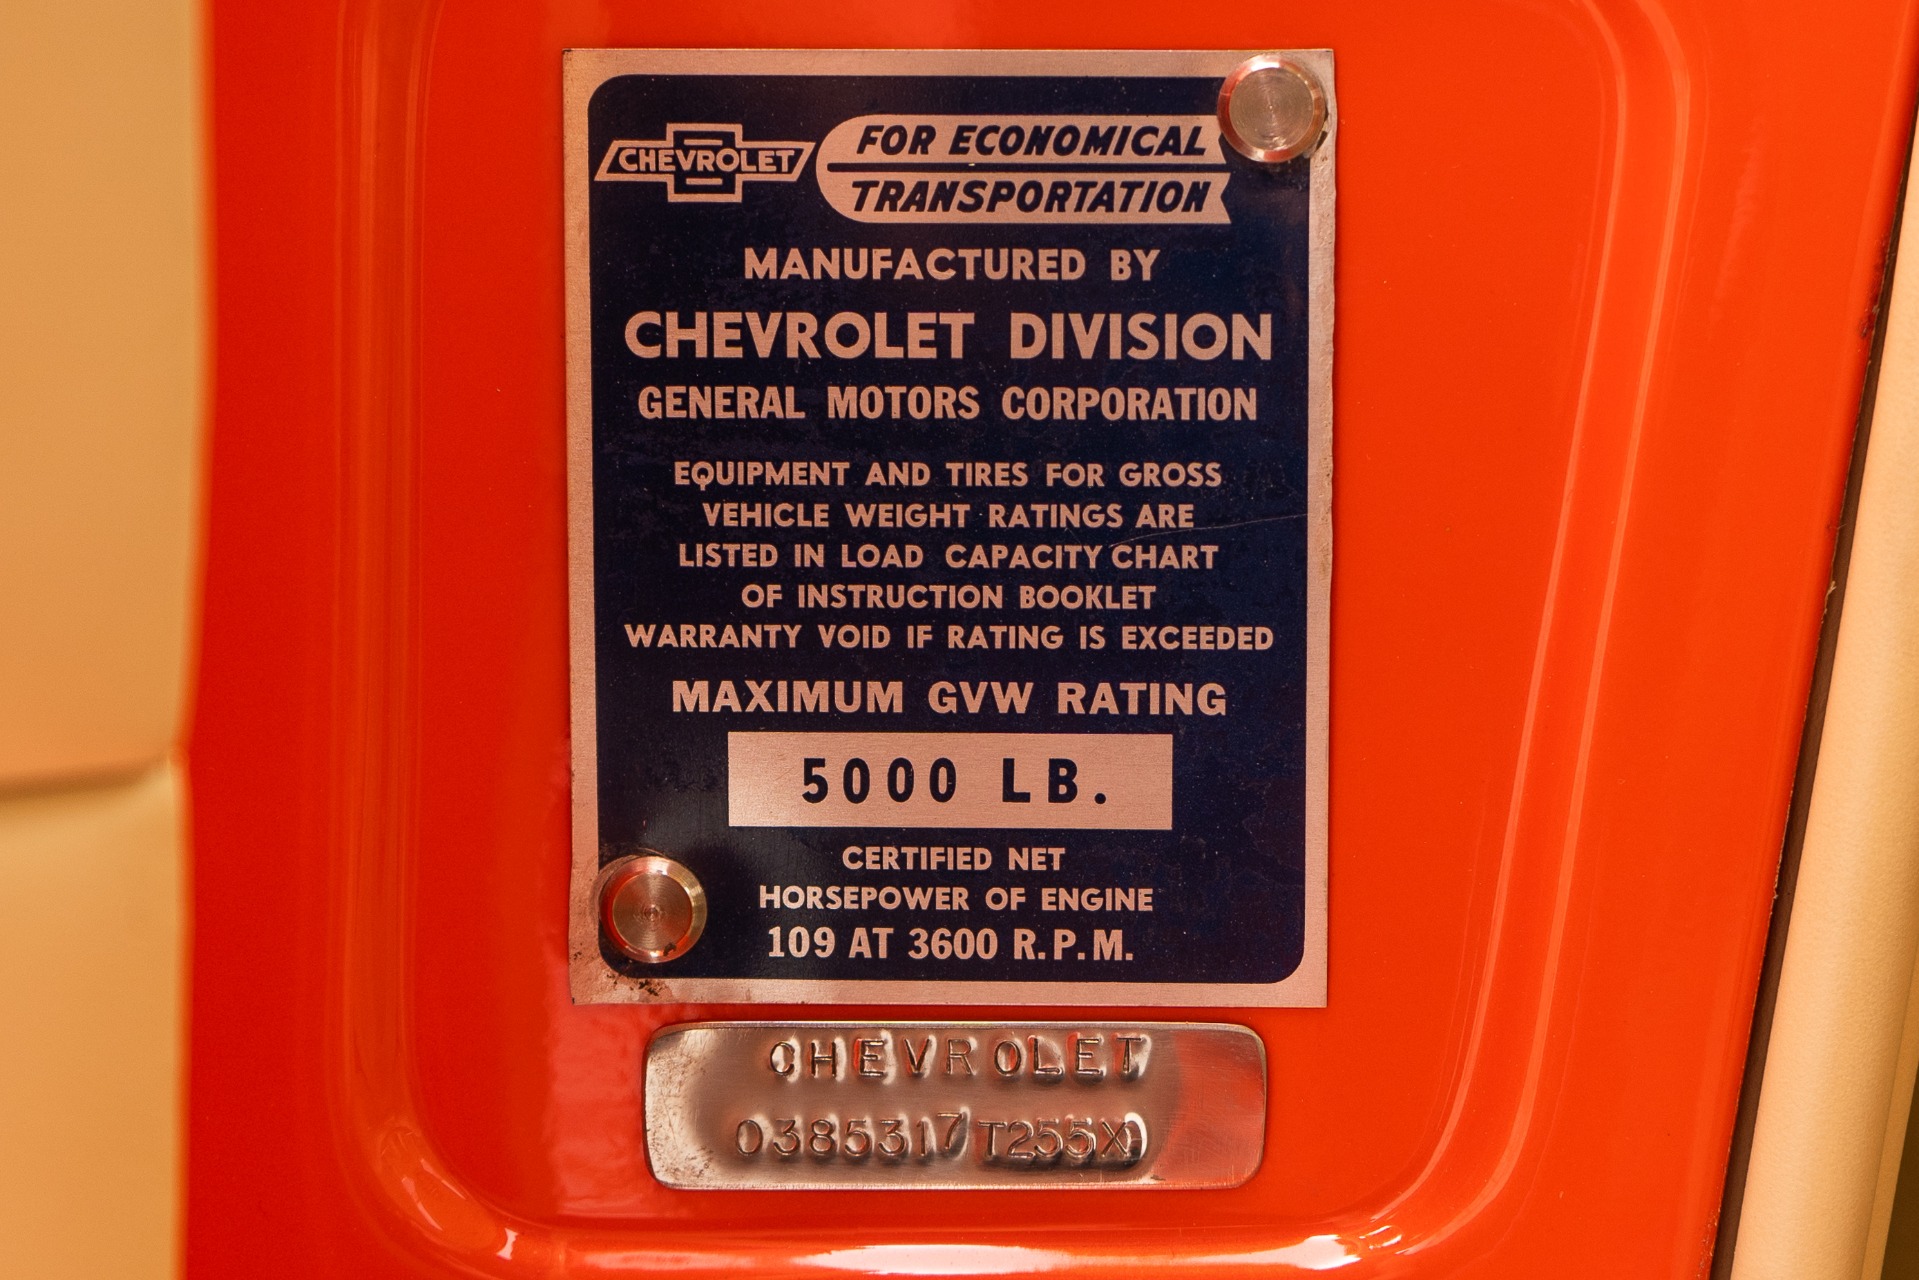 CHEVROLET
FOR ECONOMICAL
TRANSPORTATION
MANUFACTURED BY
CHEVROLET DIVISION
GENERAL MOTORS CORPORATION
EQUIPMENT AND TIRES FOR GROSS
VEHICLE WEIGHT RATINGS ARE
LISTED IN LOAD CAPACITY CHART
OF INSTRUCTION BOOKLET
WARRANTY VOID IF RATING IS EXCEEDED
MAXIMUM GVW RATING
5000 LB.
CERTIFIED NET
HORSEPOWER OF ENGINE
109 AT 3600 R.P.M.
CHEVROLET
0385317T255X